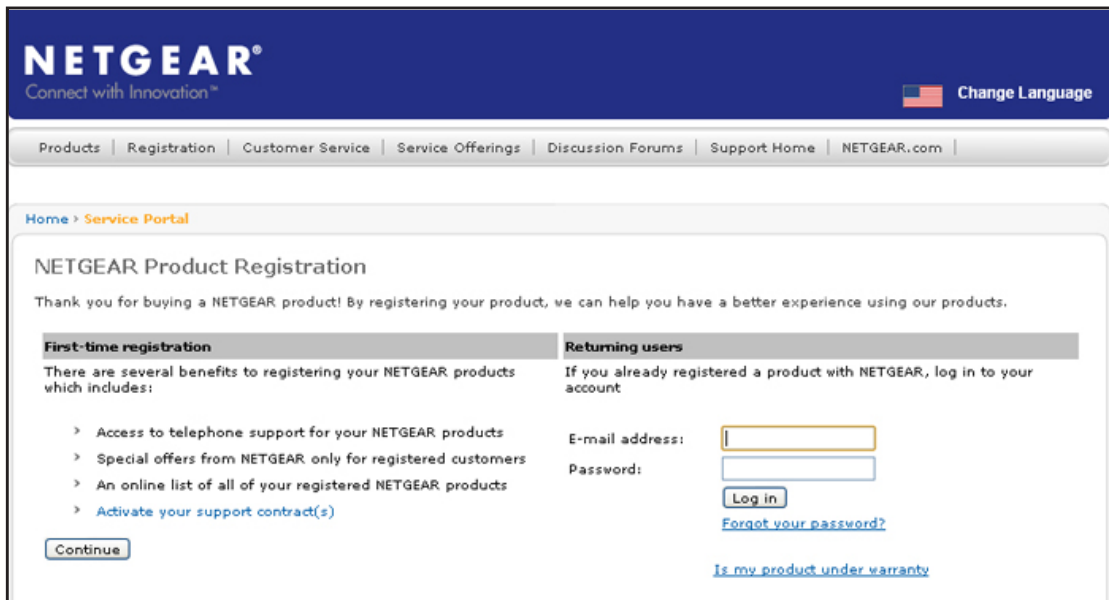 NETGEAR®
Connect with Innovation™
Change Language
Products | Registration | Customer Service | Service Offerings | Discussion Forums | Support Home | NETGEAR.com |
Home › Service Portal
NETGEAR Product Registration
Thank you for buying a NETGEAR product! By registering your product, we can help you have a better experience using our products.
First-time registration
There are several benefits to registering your NETGEAR products
which includes:
› Access to telephone support for your NETGEAR products
› Special offers from NETGEAR only for registered customers
› An online list of all of your registered NETGEAR products
› Activate your support contract(s)
Continue
Returning users
If you already registered a product with NETGEAR, log in to your
account
E-mail address:
Password:
Log in
Forgot your password?
Is my product under warranty